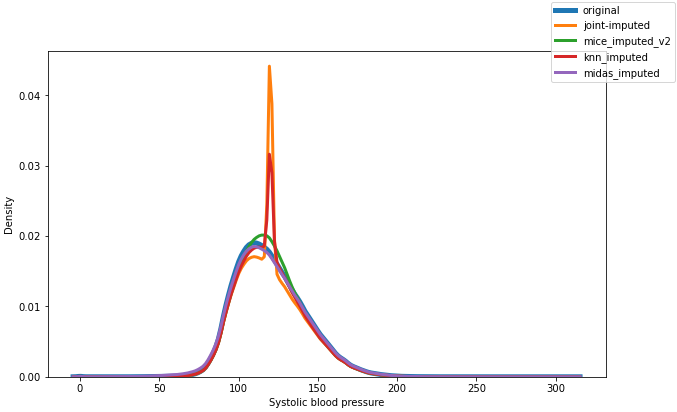 original
joint-imputed
mice_imputed_v2
knn_imputed
midas_imputed
0.04
0.03
0.02
0.01
0.00
Density
0 50 100 150 200 250 300
Systolic blood pressure